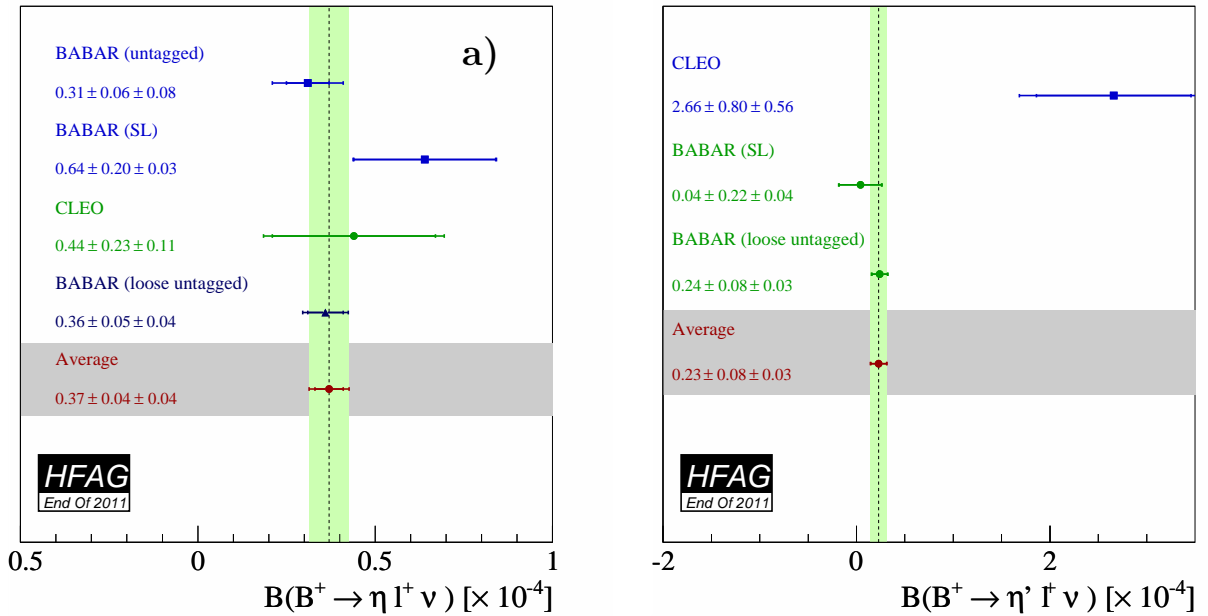 a)
BABAR (untagged)
0.31 ± 0.06 ± 0.08
BABAR (SL)
0.64 ± 0.20 ± 0.03
CLEO
0.44 ± 0.23 ± 0.11
BABAR (loose untagged)
0.36 ± 0.05 ± 0.04
Average
0.37 ± 0.04 ± 0.04
HFAG
End Of 2011
0.5 0 0.5 1
B(B⁺ → η l⁺ ν ) [× 10⁻⁴]
CLEO
2.66 ± 0.80 ± 0.56
BABAR (SL)
0.04 ± 0.22 ± 0.04
BABAR (loose untagged)
0.24 ± 0.08 ± 0.03
Average
0.23 ± 0.08 ± 0.03
HFAG
End Of 2011
-2 0 2
B(B⁺ → η’ l⁺ ν ) [× 10⁻⁴]